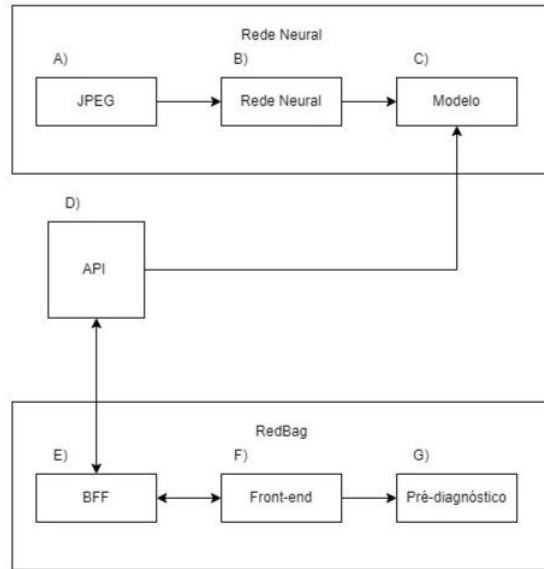 Rede Neural
A)
B)
C)
JPEG
Rede Neural
Modelo
D)
API
RedBag
E)
F)
G)
BFF
Front-end
Pré-diagnóstico